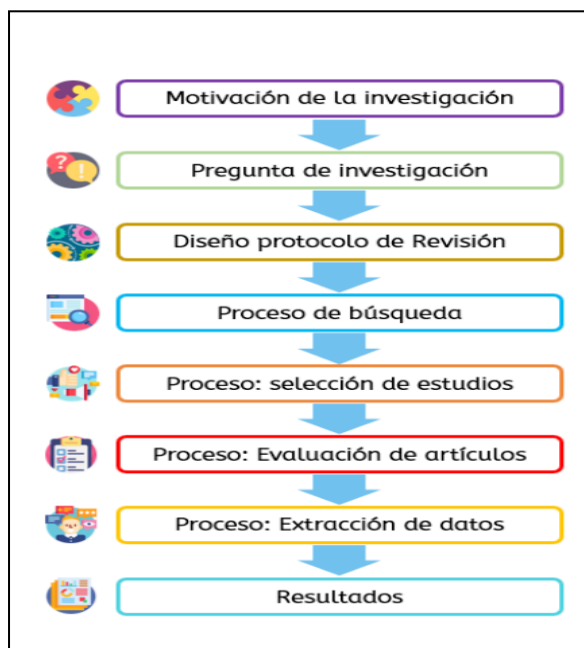 Motivación de la investigación
Pregunta de investigación
Diseño protocolo de Revisión
Proceso de búsqueda
Proceso: selección de estudios
Proceso: Evaluación de artículos
Proceso: Extracción de datos
Resultados